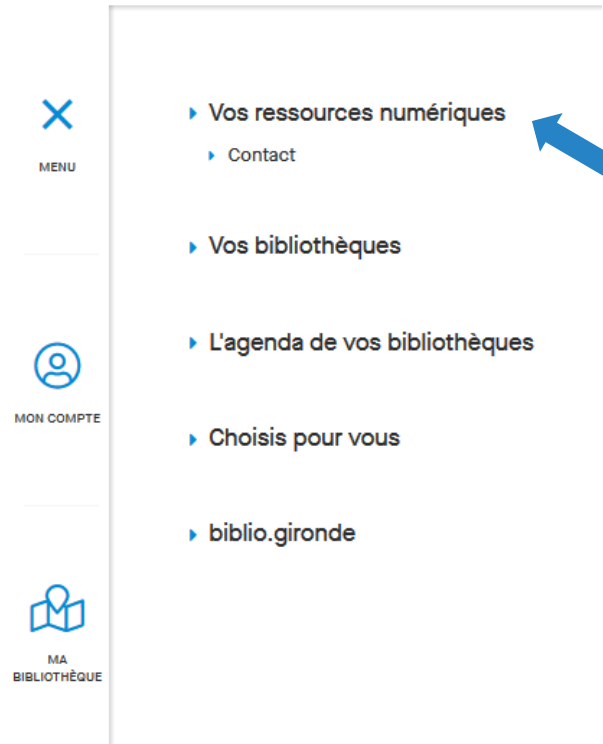 MENU
MON COMPTE
MA
BIBLIOTHÈQUE
Vos ressources numériques
Contact
Vos bibliothèques
L'agenda de vos bibliothèques
Choisis pour vous
biblio.gironde